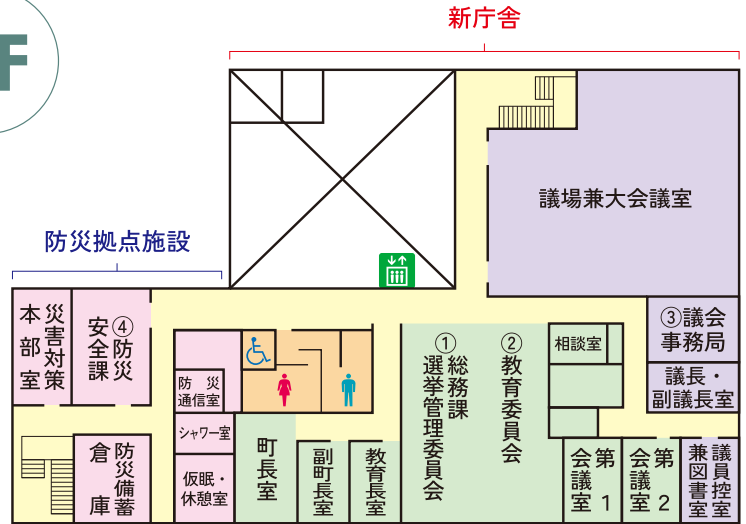 F
新庁舎
防災拠点施設
議場兼大会議室
災害対策
本部室
④防災
安全課
防災
通信室
シャワー室
仮眠・
休憩室
防災備蓄
倉庫
町長室
副町長室
教育長室
①総務課
選挙管理委員会
②教育委員会
相談室
③議会
事務局
議長・
副議長室
第1
会議室
第2
会議室
議員控室
兼図書室